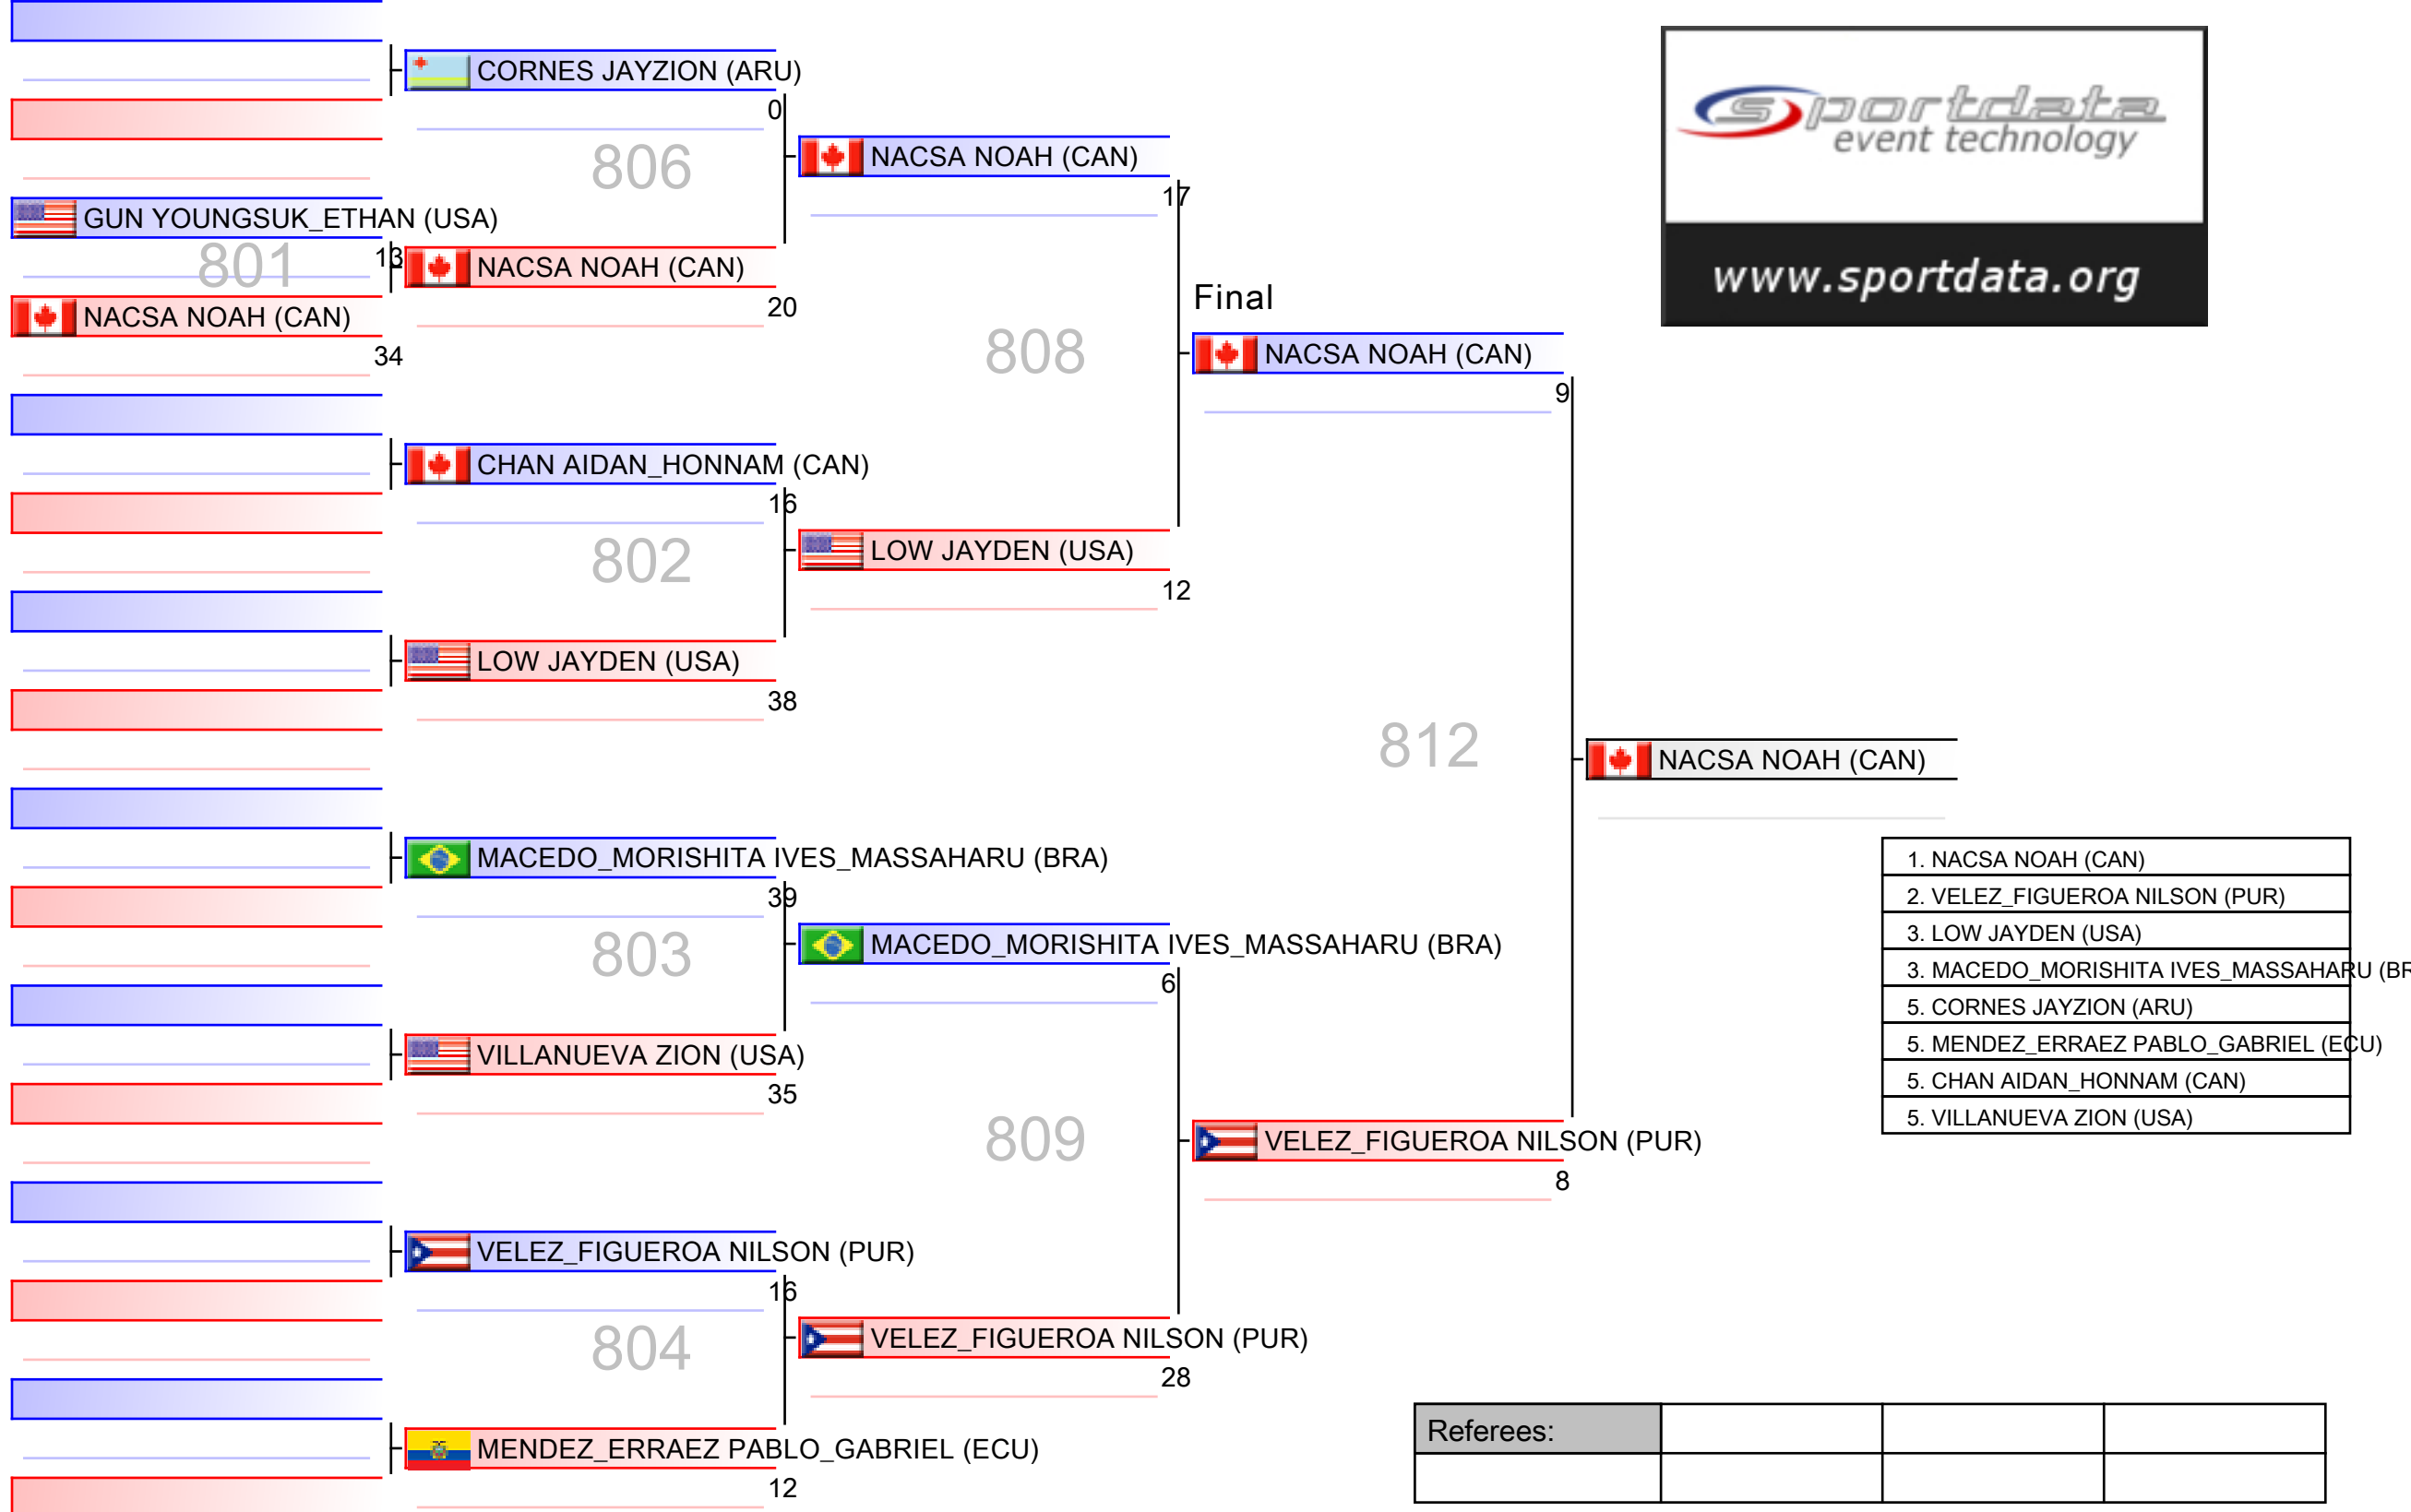 CORNES JAYZION (ARU)
0
806
NACSA NOAH (CAN)
17
GUN YOUNGSUK_ETHAN (USA)
13
801
NACSA NOAH (CAN)
20
NACSA NOAH (CAN)
34
808
Final
NACSA NOAH (CAN)
9
CHAN AIDAN_HONNAM (CAN)
16
802
LOW JAYDEN (USA)
12
LOW JAYDEN (USA)
38
812
NACSA NOAH (CAN)
MACEDO_MORISHITA IVES_MASSAHARU (BRA)
39
803
MACEDO_MORISHITA IVES_MASSAHARU (BRA)
6
VILLANUEVA ZION (USA)
35
809
VELEZ_FIGUEROA NILSON (PUR)
8
VELEZ_FIGUEROA NILSON (PUR)
16
804
VELEZ_FIGUEROA NILSON (PUR)
28
MENDEZ_ERRAEZ PABLO_GABRIEL (ECU)
12
sportdata
event technology
www.sportdata.org
1. NACSA NOAH (CAN)
2. VELEZ_FIGUEROA NILSON (PUR)
3. LOW JAYDEN (USA)
3. MACEDO_MORISHITA IVES_MASSAHARU (BR
5. CORNES JAYZION (ARU)
5. MENDEZ_ERRAEZ PABLO_GABRIEL (ECU)
5. CHAN AIDAN_HONNAM (CAN)
5. VILLANUEVA ZION (USA)
Referees: